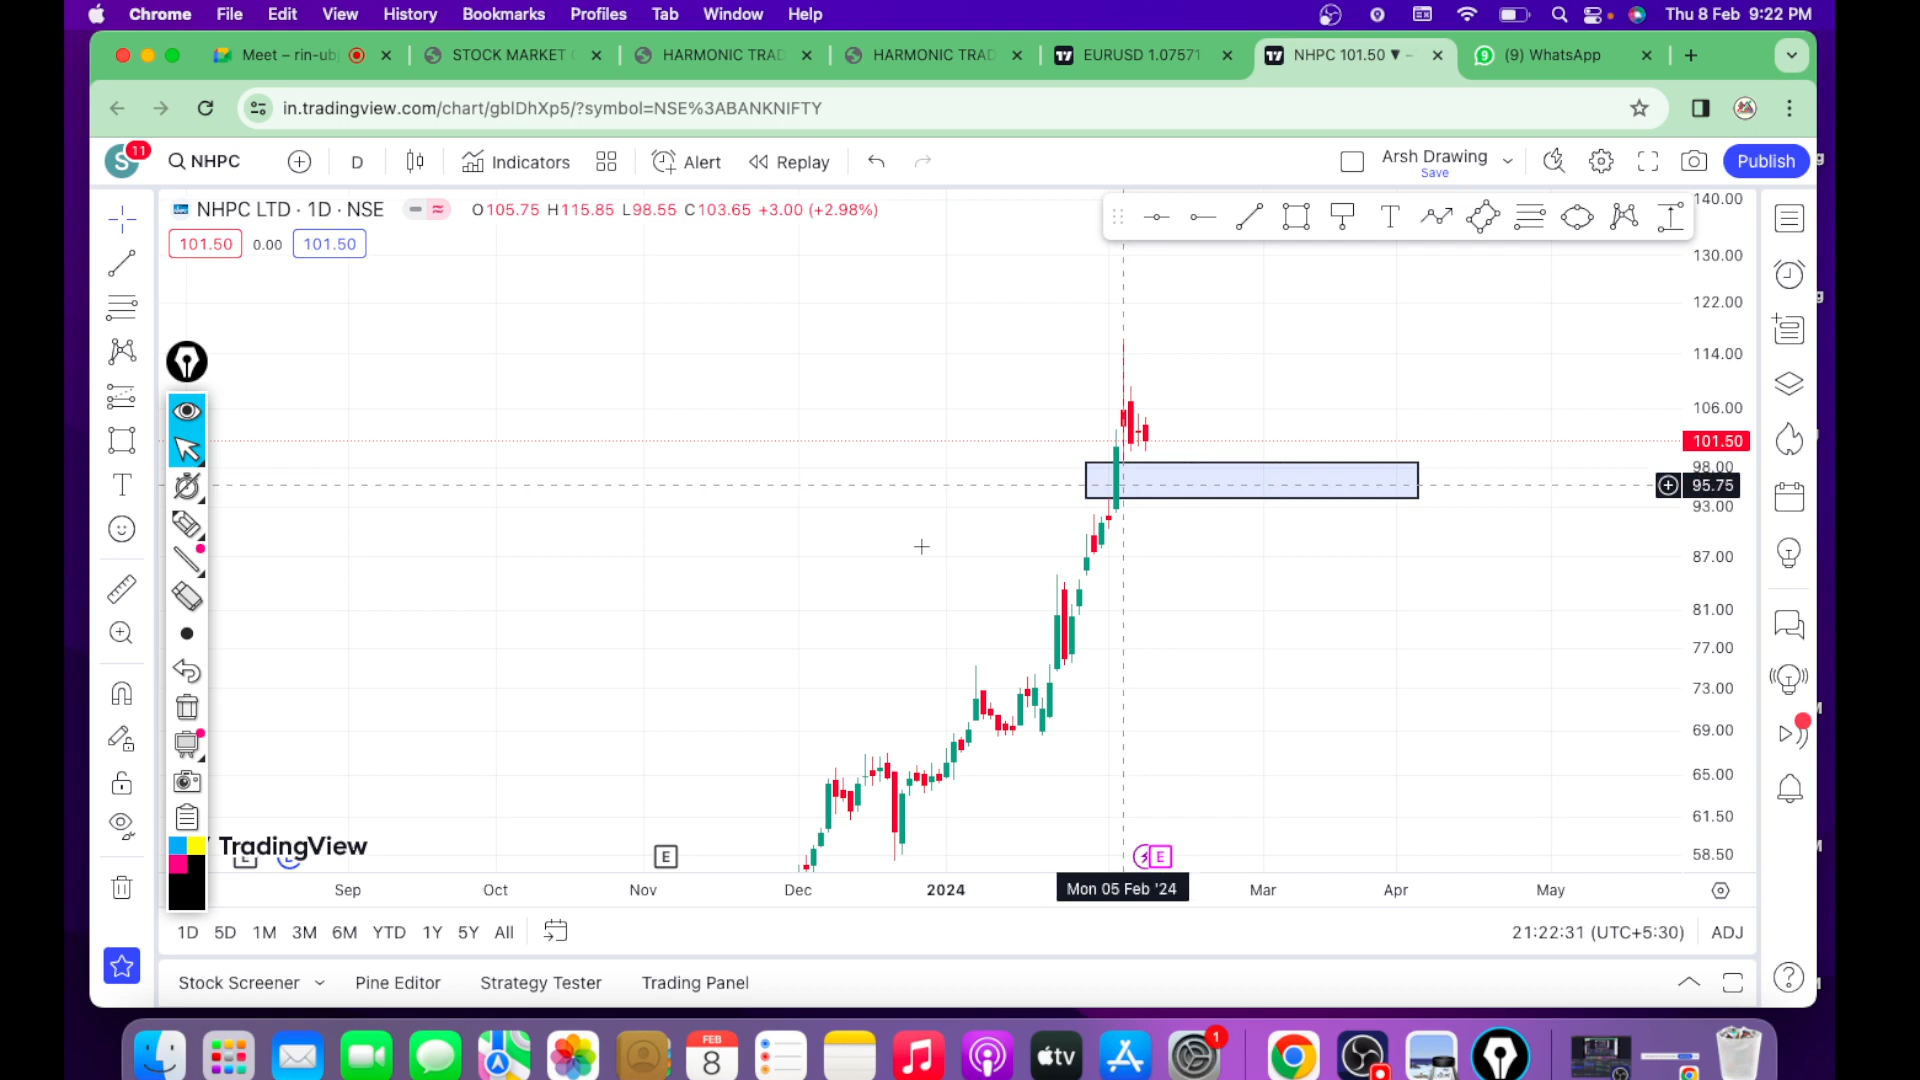 Chrome File Edit View History Bookmarks Profiles Tab Window Help Thu 8 Feb 9:22 PM
Meet – rin-ub STOCK MARKET HARMONIC TRAD HARMONIC TRAD EURUSD 1.07571 NHPC 101.50 ▼ – (9) WhatsApp
in.tradingview.com/chart/gblDhXp5/?symbol=NSE%3ABANKNIFTY
S 11 NHPC D Indicators Alert Replay Arsh Drawing Publish
Save
NHPC LTD · 1D · NSE O105.75 H115.85 L98.55 C103.65 +3.00 (+2.98%)
101.50 0.00 101.50
140.00
130.00
122.00
114.00
106.00
101.50
98.00
95.75
93.00
87.00
81.00
77.00
73.00
69.00
65.00
61.50
58.50
TradingView
E E
Sep Oct Nov Dec 2024 Mon 05 Feb '24 Mar Apr May
1D 5D 1M 3M 6M YTD 1Y 5Y All 21:22:31 (UTC+5:30) ADJ
Stock Screener Pine Editor Strategy Tester Trading Panel
FEB
8
tv
1